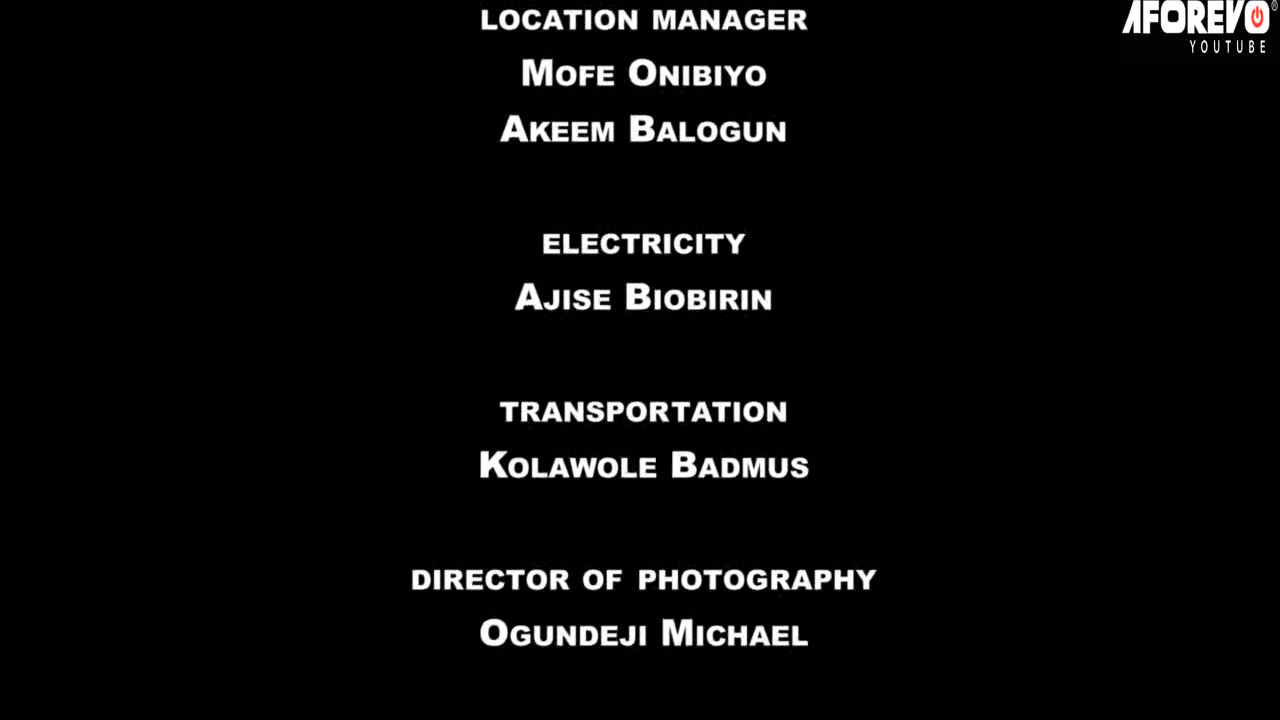 LOCATION MANAGER
MOFE ONIBIYO
AKEEM BALOGUN
ELECTRICITY
AJISE BIOBIRIN
TRANSPORTATION
KOLAWOLE BADMUS
DIRECTOR OF PHOTOGRAPHY
OGUNDEJI MICHAEL
AFOREVO®
YOUTUBE